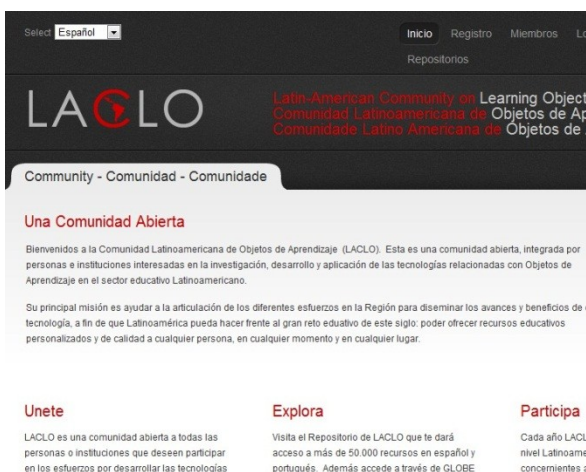 Select Español
Inicio Registro Miembros Lo
Repositorios
LACLO
Latin-American Community on Learning Object
Comunidad Latinoamericana de Objetos de Ap
Comunidade Latino Americana de Objetos de
Community - Comunidad - Comunidade
Una Comunidad Abierta
Bienvenidos a la Comunidad Latinoamericana de Objetos de Aprendizaje (LACLO). Esta es una comunidad abierta, integrada por
personas e instituciones interesadas en la investigación, desarrollo y aplicación de las tecnologías relacionadas con Objetos de
Aprendizaje en el sector educativo Latinoamericano.
Su principal misión es ayudar a la articulación de los diferentes esfuerzos en la Región para diseminar los avances y beneficios de
tecnología, a fin de que Latinoamérica pueda hacer frente al gran reto eduativo de este siglo: poder ofrecer recursos educativos
personalizados y de calidad a cualquier persona, en cualquier momento y en cualquier lugar.
Unete
LACLO es una comunidad abierta a todas las
personas o instituciones que deseen participar
en los esfuerzos por desarrollar las tecnologías
Explora
Visita el Repositorio de LACLO que te dará
acceso a más de 50.000 recursos en español y
portugués. Además accede a través de GLOBE
Participa
Cada año LACL
nivel Latinoam
concernientes a